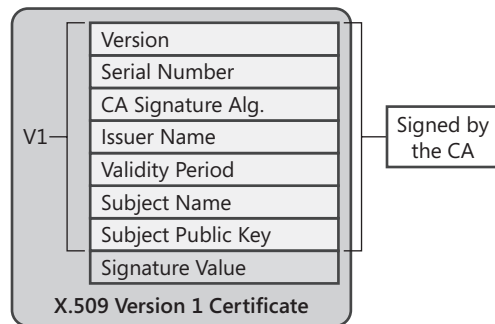 Version
Serial Number
CA Signature Alg.
V1
Issuer Name
Validity Period
Subject Name
Subject Public Key
Signature Value
Signed by
the CA
X.509 Version 1 Certificate